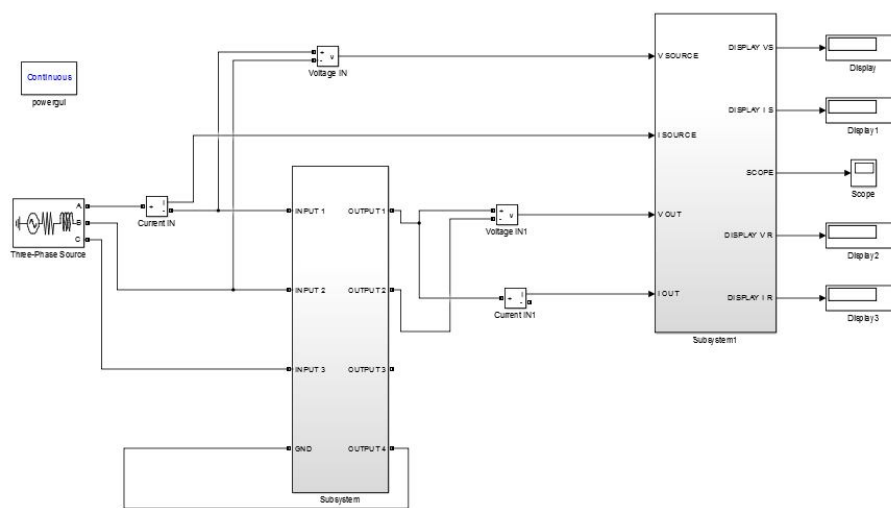 Continuous
powergui
Three-Phase Source
A
B
C
+
-
i
Current IN
+
-
v
Voltage IN
INPUT 1
INPUT 2
INPUT 3
GND
OUTPUT 1
OUTPUT 2
OUTPUT 3
OUTPUT 4
Subsystem
+
-
v
Voltage IN1
+
i
-
Current IN1
V SOURCE
I SOURCE
V OUT
I OUT
DISPLAY VS
DISPLAY I S
SCOPE
DISPLAY V R
DISPLAY I R
Subsystem1
Display
Display1
Scope
Display2
Display3